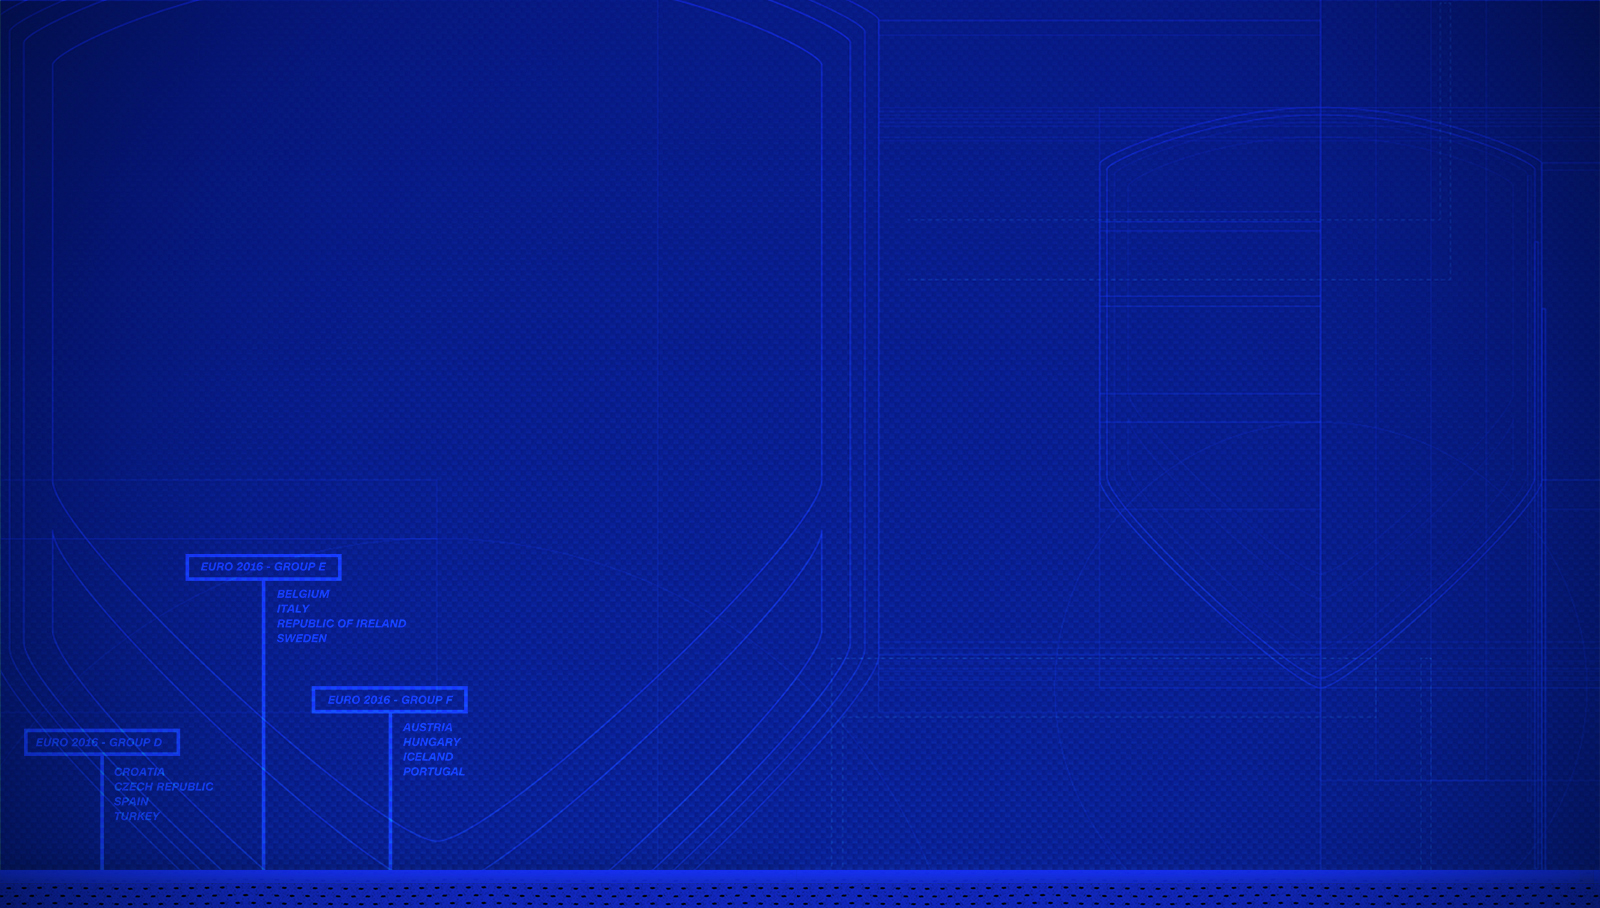 EURO 2016 - GROUP E
BELGIUM
ITALY
REPUBLIC OF IRELAND
SWEDEN
EURO 2016 - GROUP F
AUSTRIA
HUNGARY
ICELAND
PORTUGAL
EURO 2016 - GROUP D
CROATIA
CZECH REPUBLIC
SPAIN
TURKEY